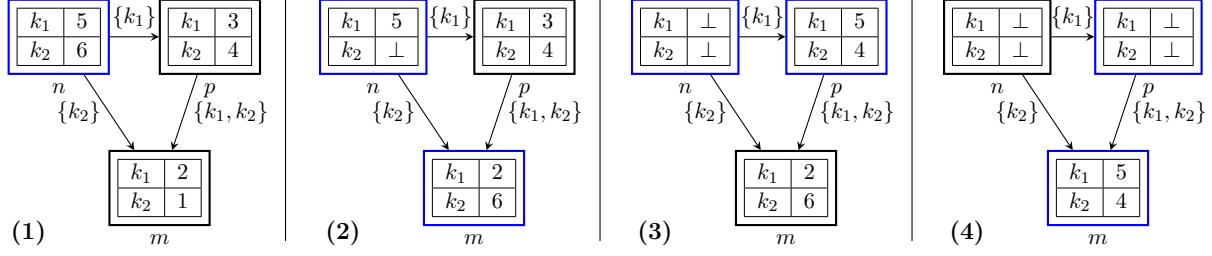 k₁ 5 {k₁} k₁ 3
k₂ 6 k₂ 4
n p
{k₂} {k₁, k₂}
k₁ 2
k₂ 1
(1) m
k₁ 5 {k₁} k₁ 3
k₂ ⊥ k₂ 4
n p
{k₂} {k₁, k₂}
k₁ 2
k₂ 6
(2) m
k₁ ⊥ {k₁} k₁ 5
k₂ ⊥ k₂ 4
n p
{k₂} {k₁, k₂}
k₁ 2
k₂ 6
(3) m
k₁ ⊥ {k₁} k₁ ⊥
k₂ ⊥ k₂ ⊥
n p
{k₂} {k₁, k₂}
k₁ 5
k₂ 4
(4) m